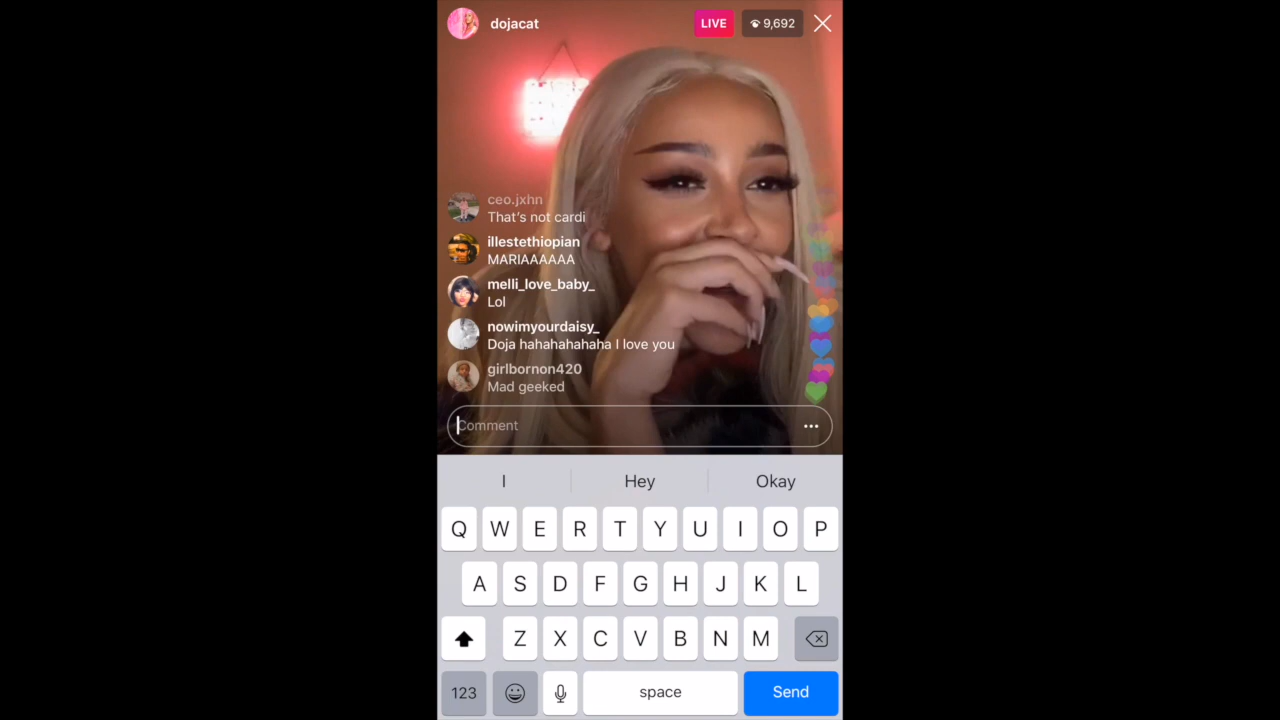 dojacat
LIVE
9,692
ceo.jxhn
That's not cardi
illestethiopian
MARIAAAAAA
melli_love_baby_
Lol
nowimyourdaisy_
Doja hahahahahaha I love you
girlbornon420
Mad geeked
Comment
I Hey Okay
Q W E R T Y U I O P
A S D F G H J K L
Z X C V B N M
123 space Send